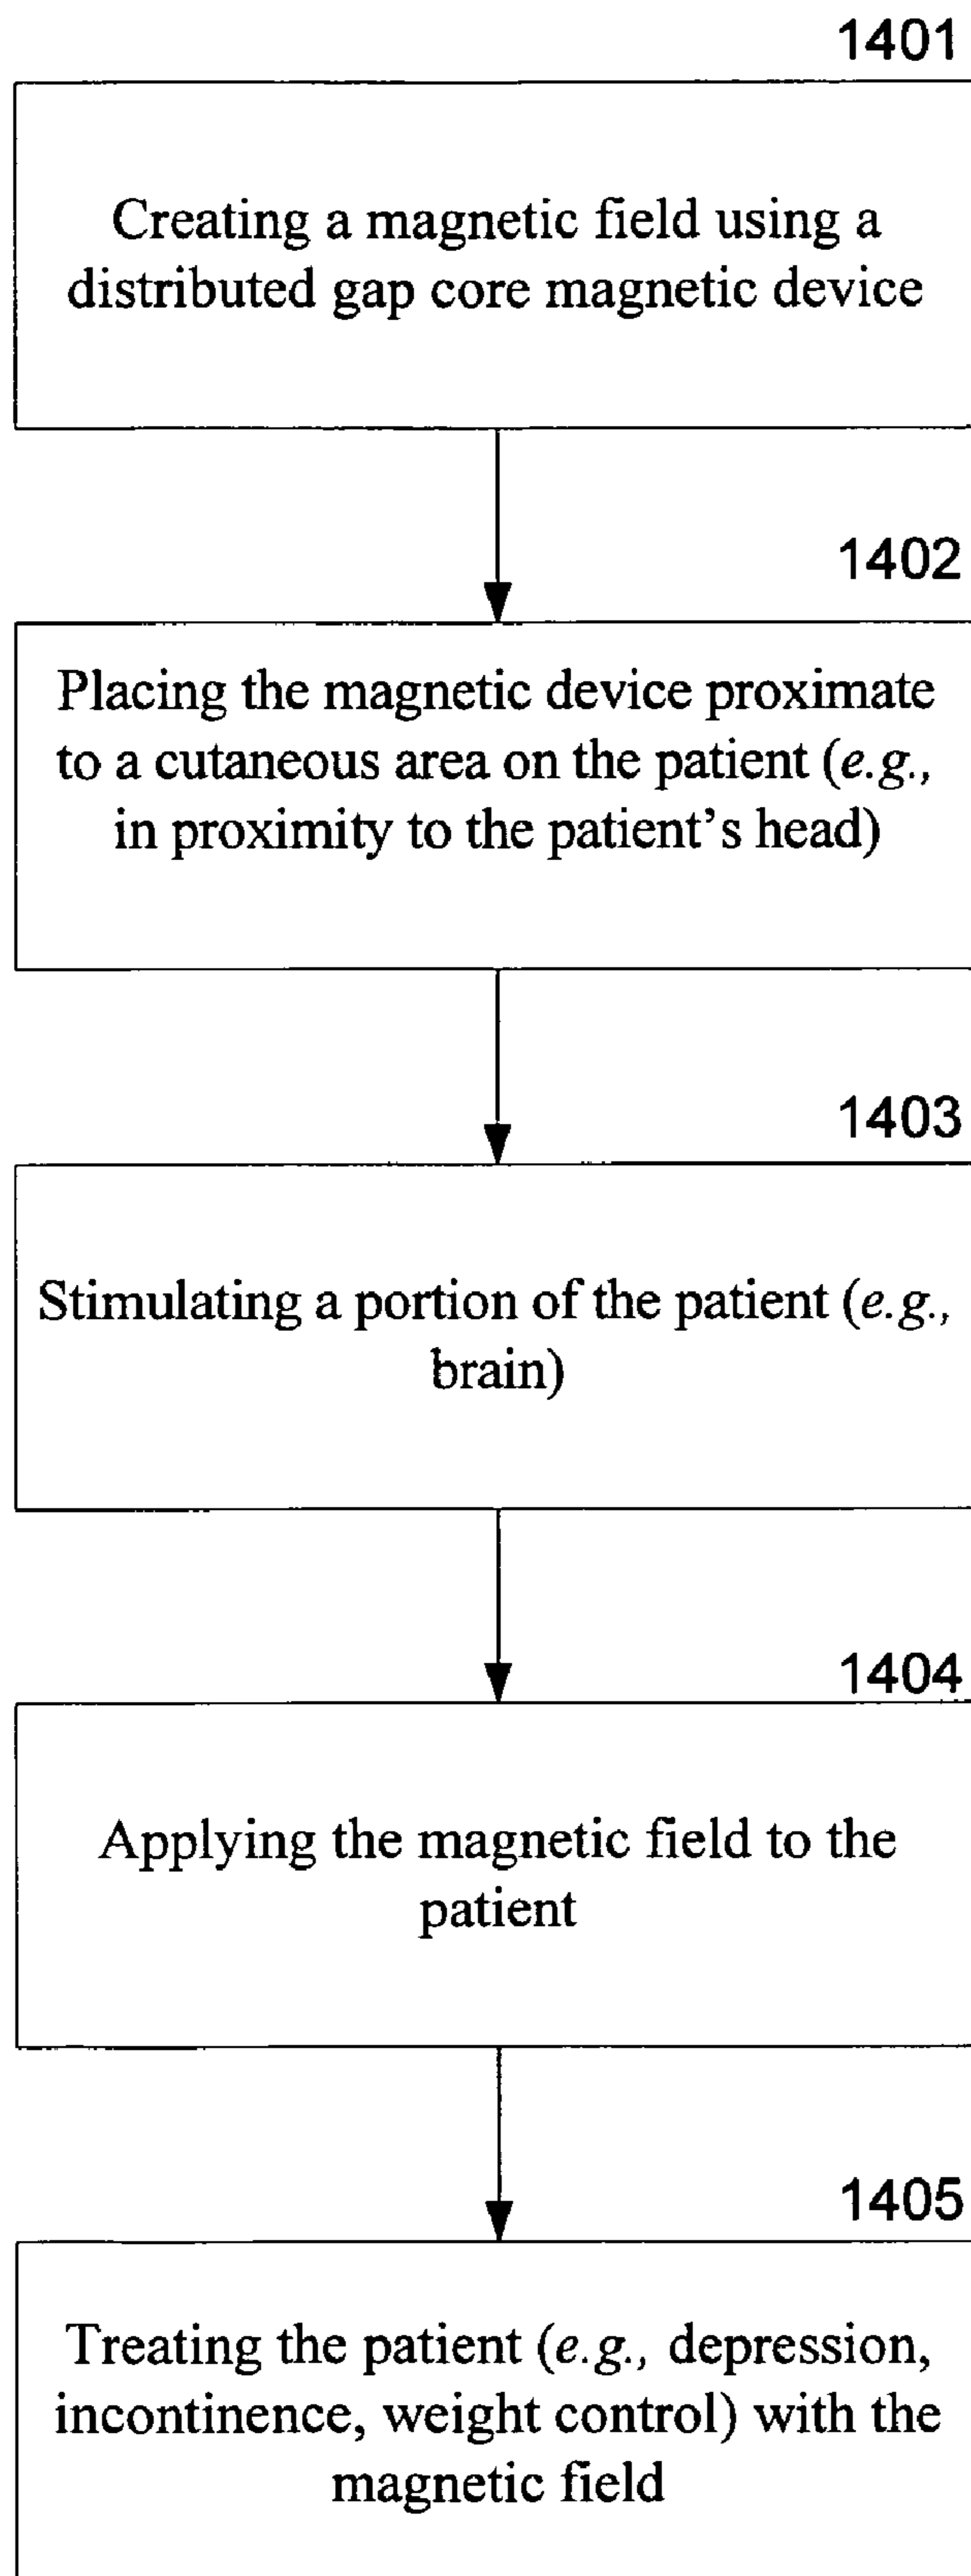 1401
Creating a magnetic field using a
distributed gap core magnetic device
1402
Placing the magnetic device proximate
to a cutaneous area on the patient (e.g.,
in proximity to the patient's head)
1403
Stimulating a portion of the patient (e.g.,
brain)
1404
Applying the magnetic field to the
patient
1405
Treating the patient (e.g., depression,
incontinence, weight control) with the
magnetic field